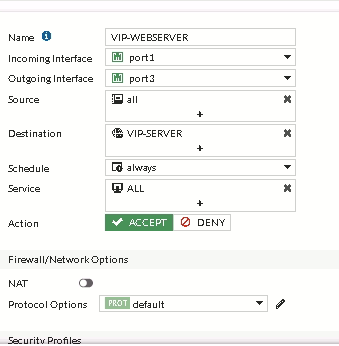 Name VIP-WEBSERVER
Incoming Interface port1
Outgoing Interface port3
Source all
+
Destination VIP-SERVER
+
Schedule always
Service ALL
+
Action ACCEPT DENY
Firewall/Network Options
NAT
Protocol Options PROT default
Security Profiles